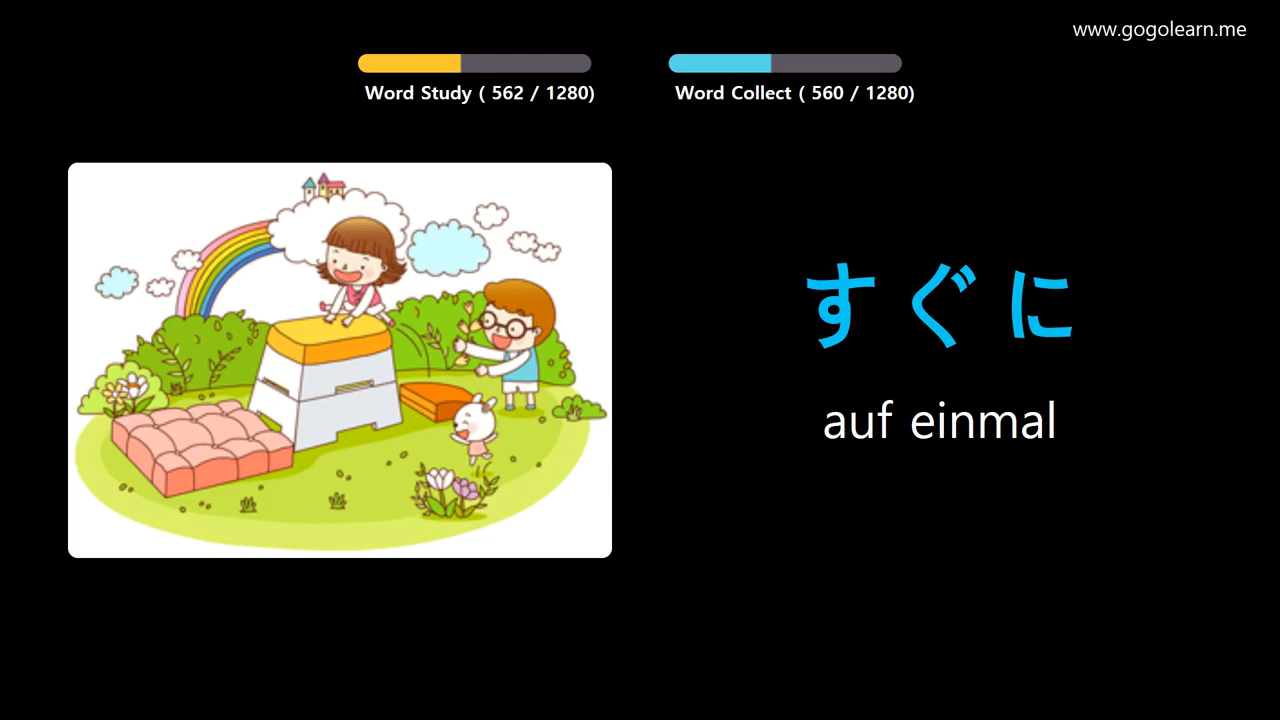 www.gogolearn.me
Word Study ( 562 / 1280)
Word Collect ( 560 / 1280)
すぐに
auf einmal